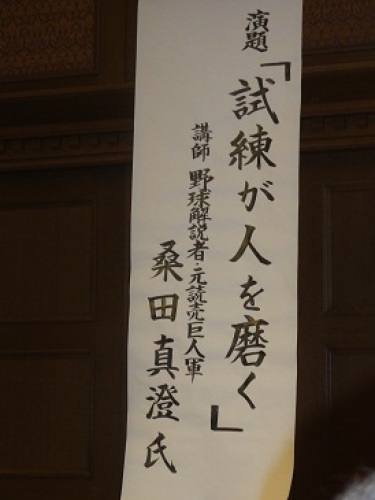 演題「試練が人を磨く」
講師 野球解説者・元読売巨人軍
桑田真澄氏